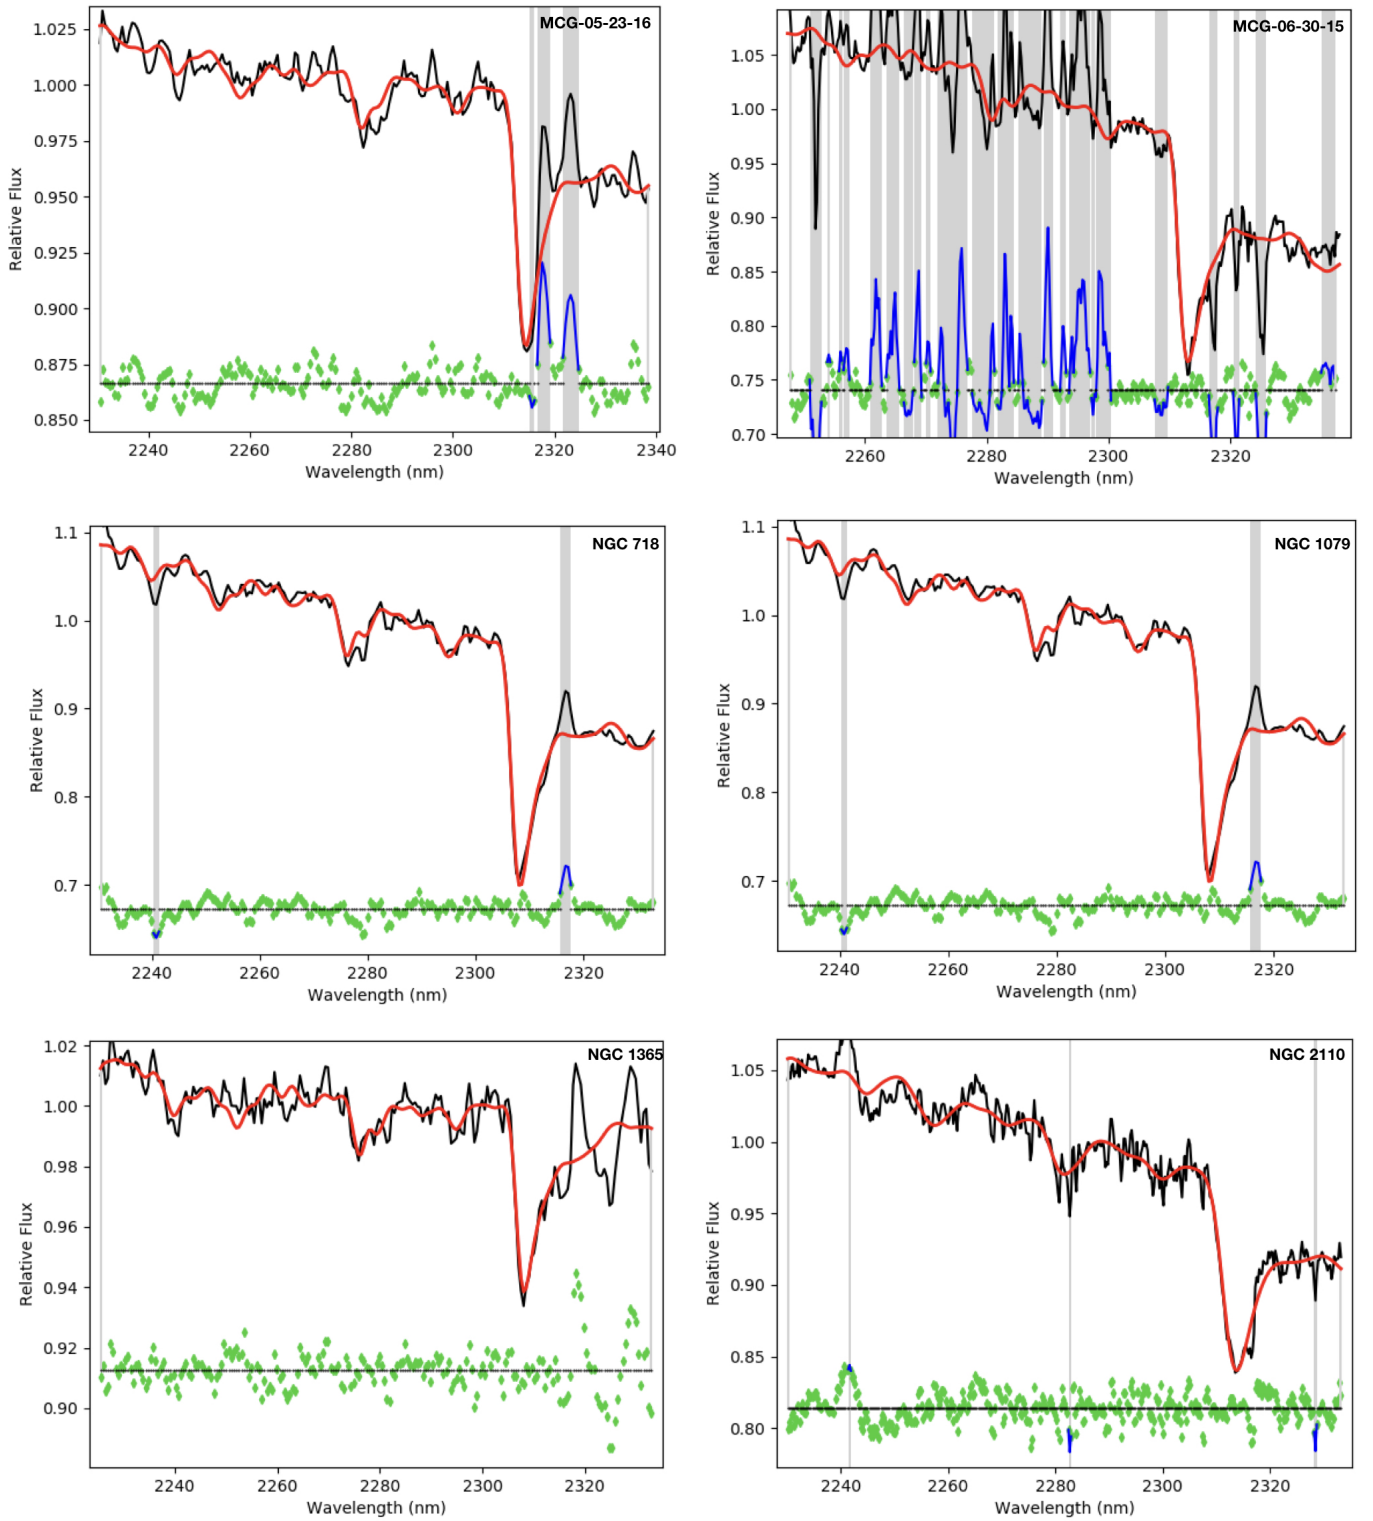 MCG-05-23-16
1.025
1.000
0.975
0.950
0.925
0.900
0.875
0.850
Relative Flux
2240 2260 2280 2300 2320 2340
Wavelength (nm)
MCG-06-30-15
1.05
1.00
0.95
0.90
0.85
0.80
0.75
0.70
Relative Flux
2260 2280 2300 2320
Wavelength (nm)
NGC 718
1.1
1.0
0.9
0.8
0.7
Relative Flux
2240 2260 2280 2300 2320
Wavelength (nm)
NGC 1079
1.1
1.0
0.9
0.8
0.7
Relative Flux
2240 2260 2280 2300 2320
Wavelength (nm)
NGC 1365
1.02
1.00
0.98
0.96
0.94
0.92
0.90
Relative Flux
2240 2260 2280 2300 2320
Wavelength (nm)
NGC 2110
1.05
1.00
0.95
0.90
0.85
0.80
Relative Flux
2240 2260 2280 2300 2320
Wavelength (nm)